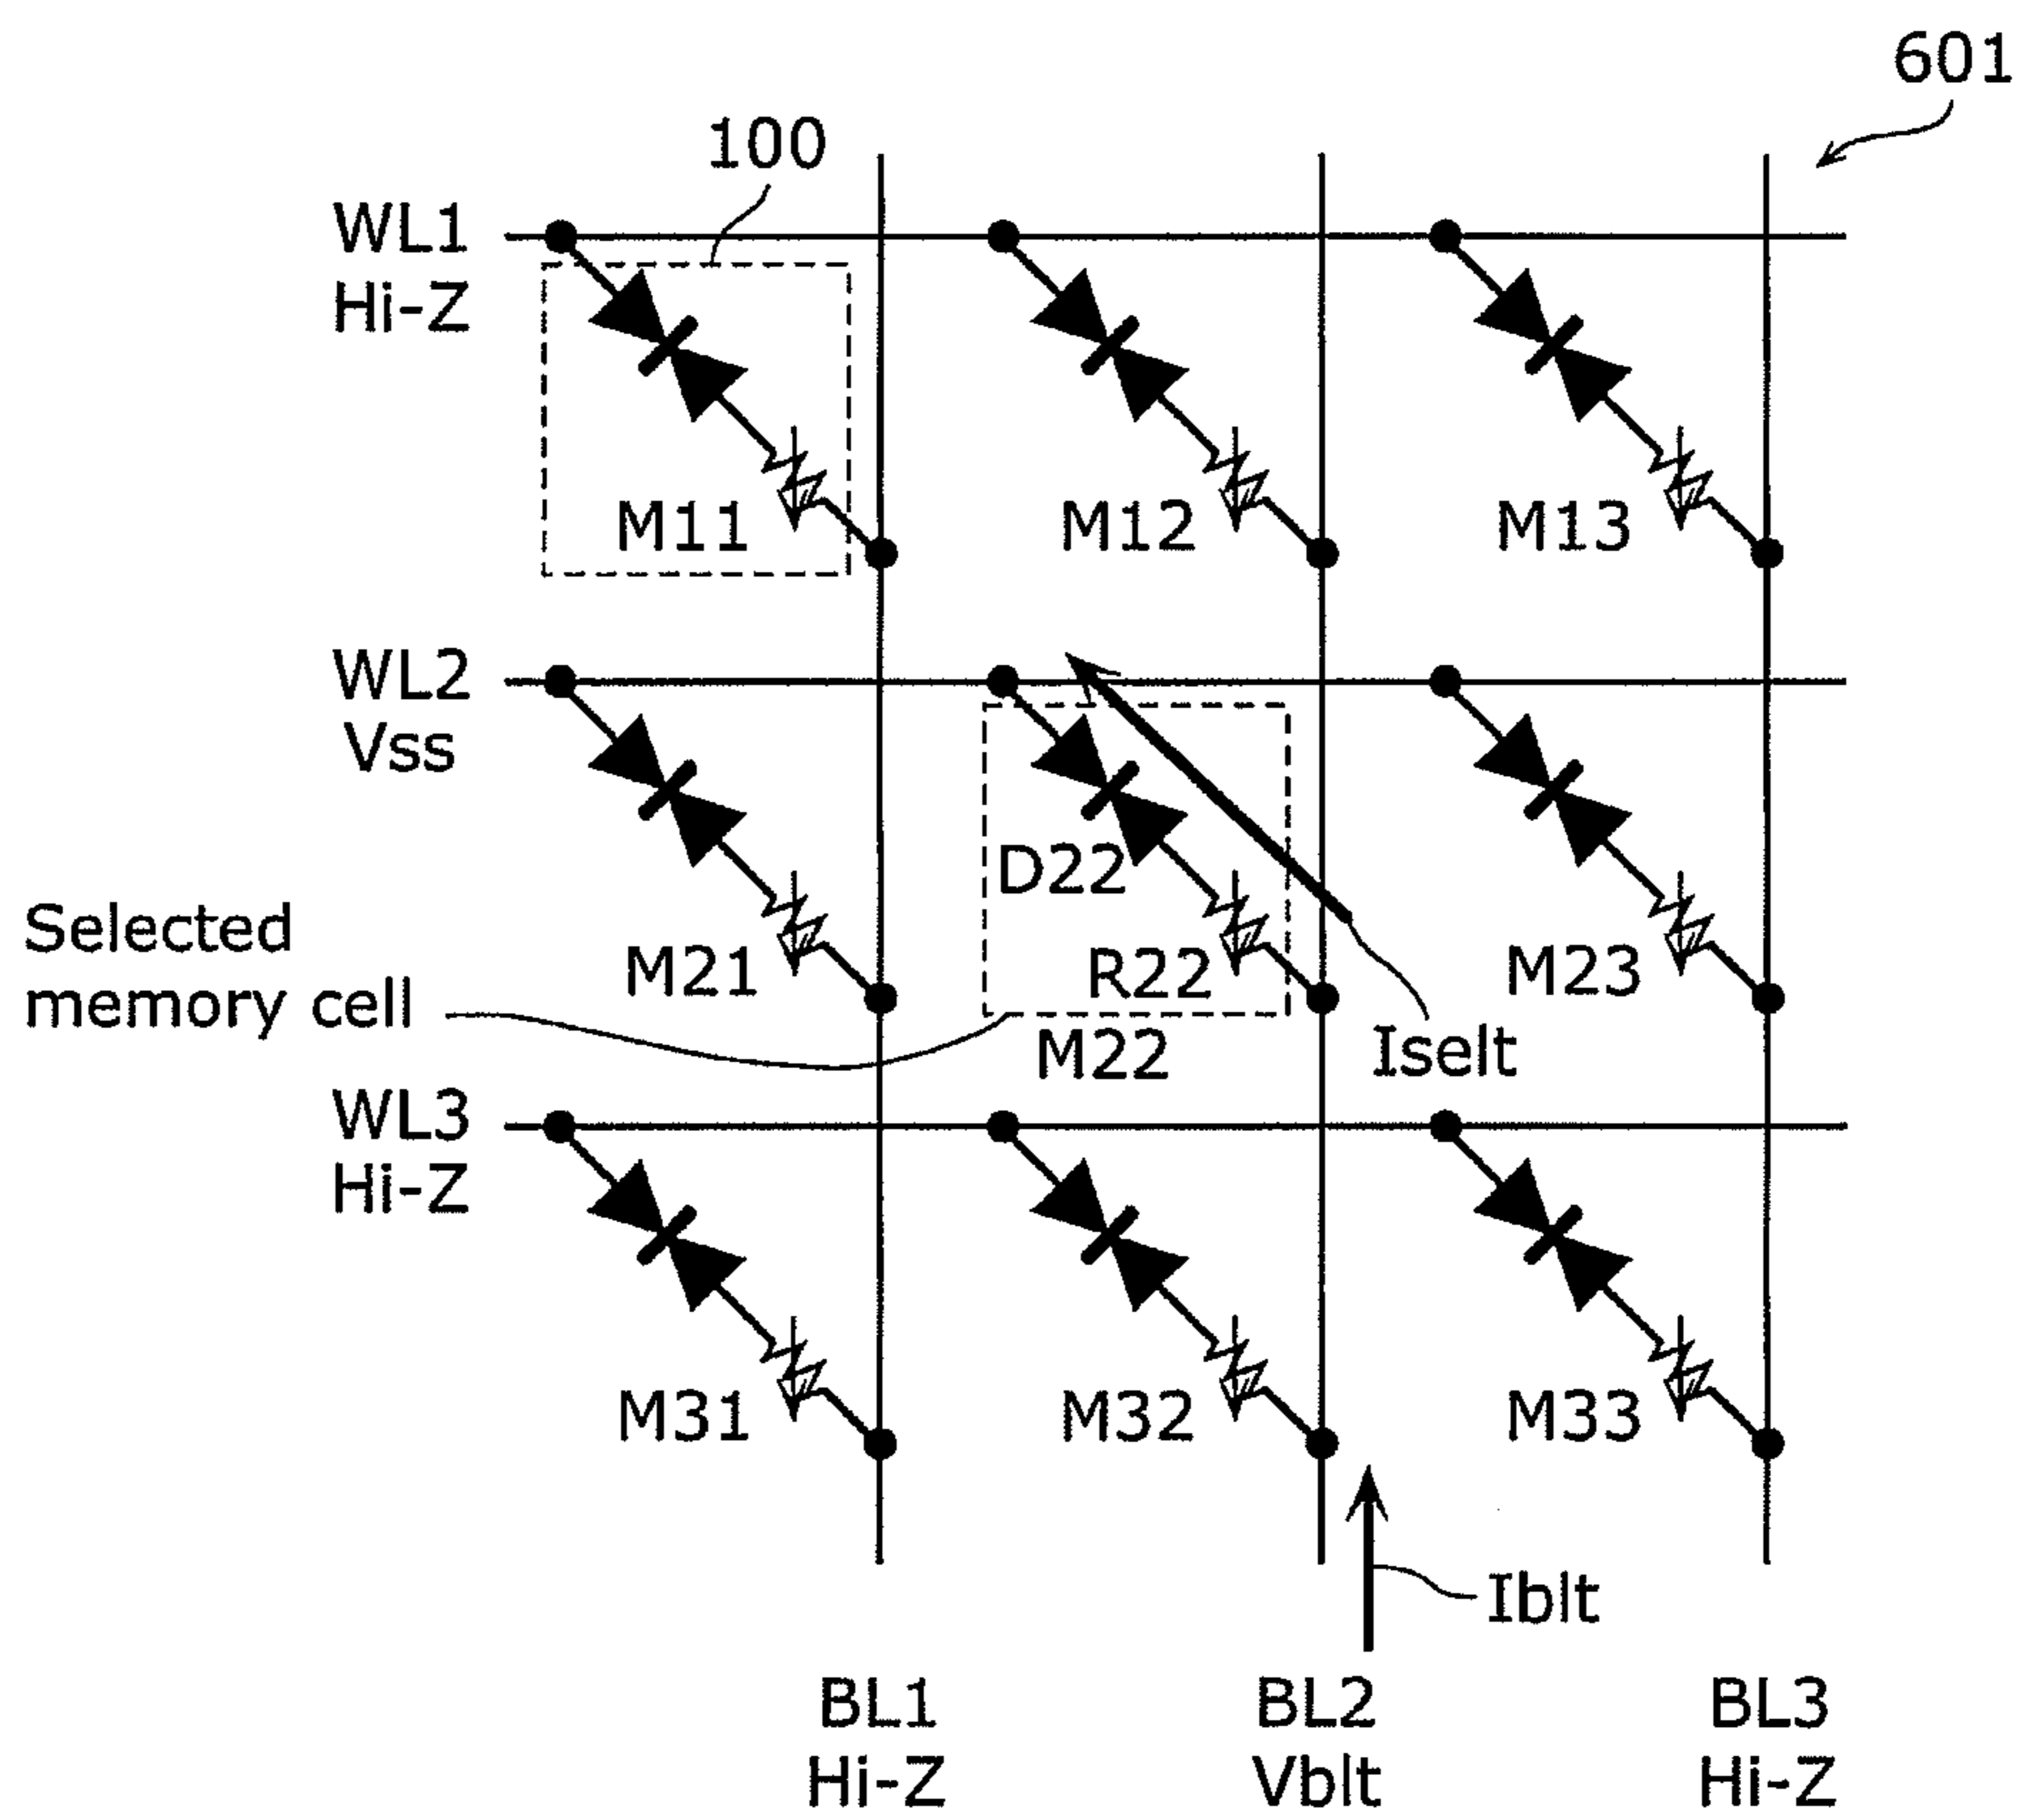 601
100
WL1
Hi-Z
M11
M12
M13
WL2
Vss
D22
Selected
memory cell
M21
R22
M23
M22
Iselt
WL3
Hi-Z
M31
M32
M33
Iblt
BL1
Hi-Z
BL2
Vblt
BL3
Hi-Z